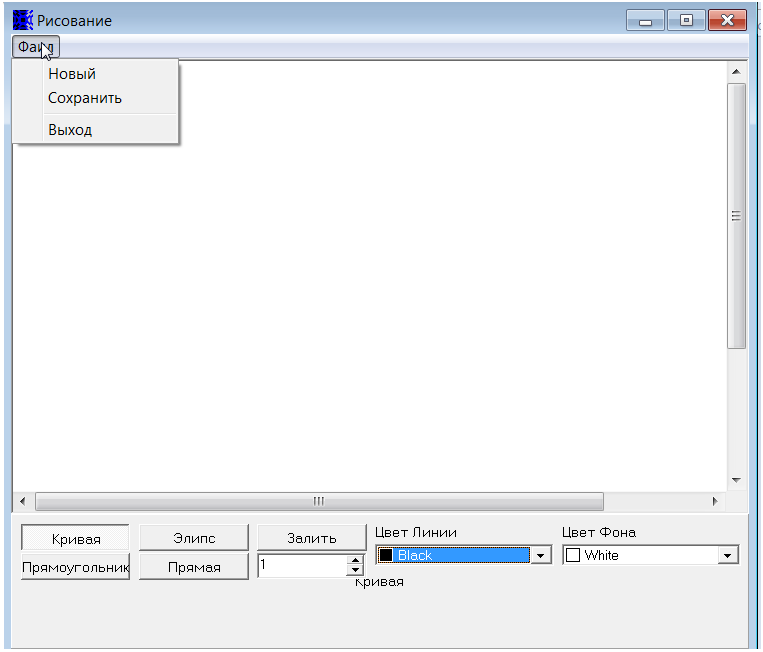 Рисование
Файл
Новый
Сохранить
Выход
Кривая
Элипс
Залить
Цвет Линии
Цвет Фона
Black
White
Прямоугольник
Прямая
1
Кривая